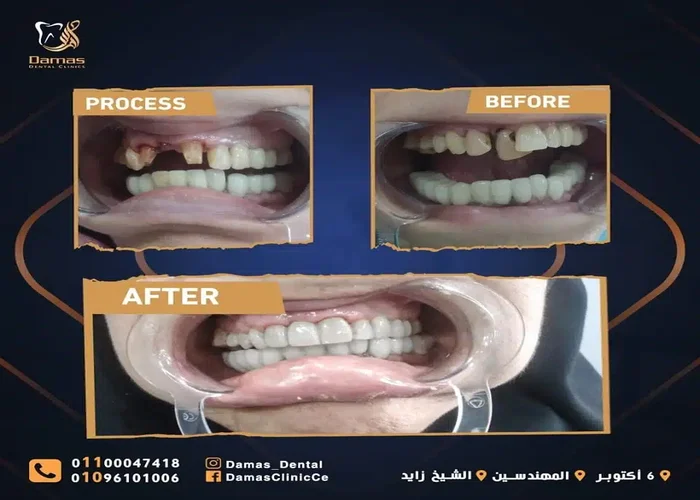 Damas
DENTAL CLINICS
PROCESS
BEFORE
AFTER
01100047418
01096101006
Damas_Dental
DamasClinicCe
6 أكتوبر
المهندسين
الشيخ زايد